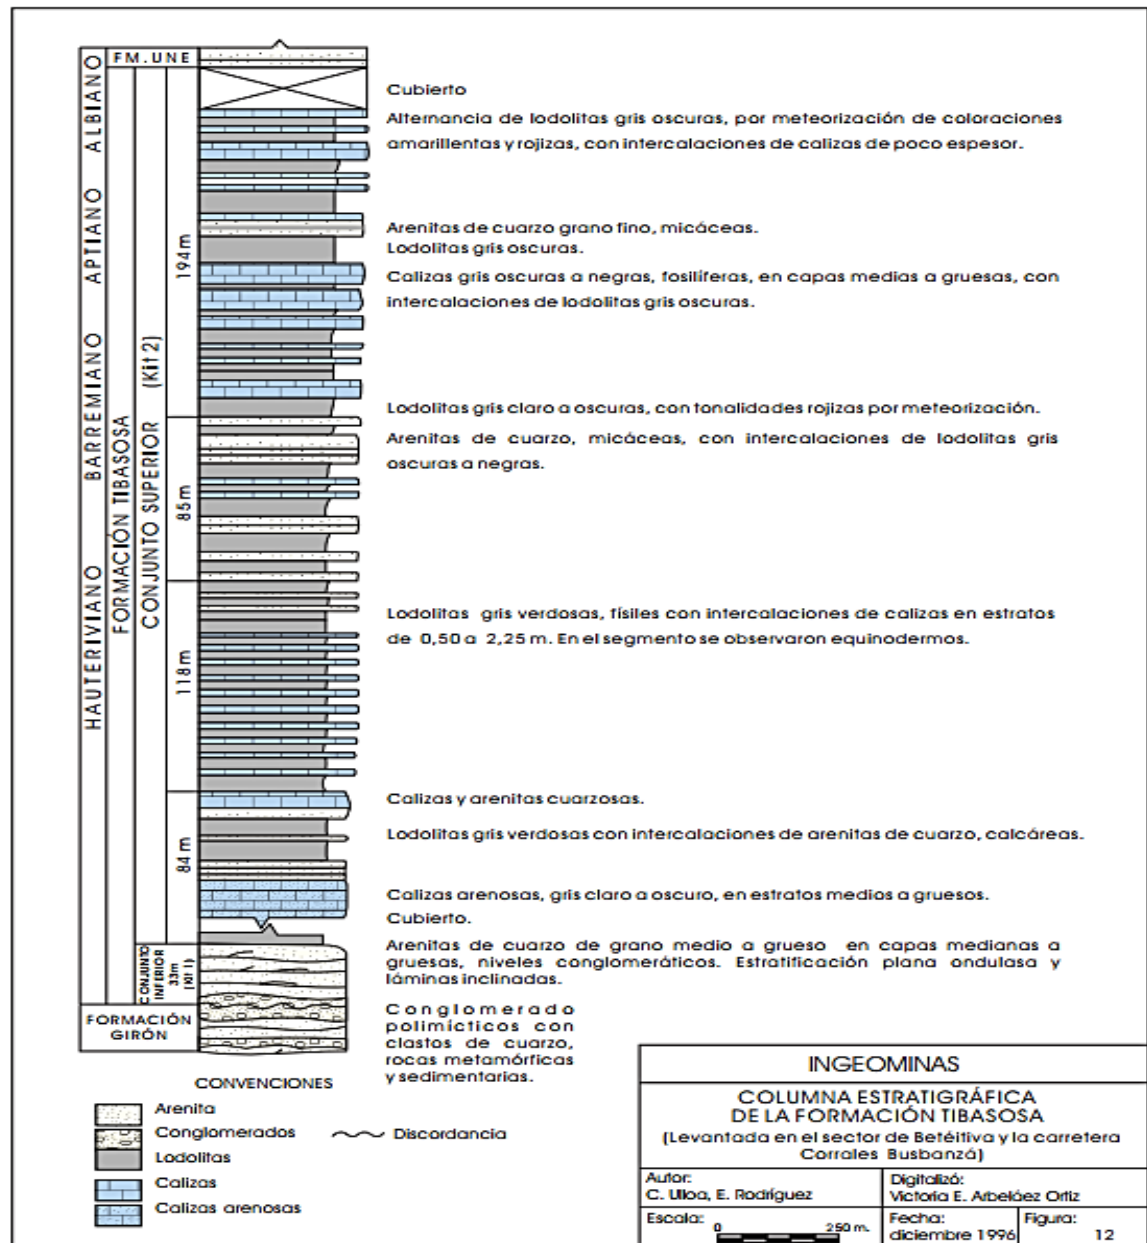 FM. UNE
ALBIANO
APTIANO
BARREMIANO
HAUTERIVIANO
FORMACIÓN TIBASOSA
CONJUNTO SUPERIOR (Kit 2)
194m
85m
118m
84m
CONJUNTO INFERIOR 33m (Kit 1)
FORMACIÓN
GIRÓN
Cubierto
Alternancia de lodolitas gris oscuras, por meteorización de coloraciones
amarillentas y rojizas, con intercalaciones de calizas de poco espesor.
Arenitas de cuarzo grano fino, micáceas.
Lodolitas gris oscuras.
Calizas gris oscuras a negras, fosilíferas, en capas medias a gruesas, con
intercalaciones de lodolitas gris oscuras.
Lodolitas gris claro a oscuras, con tonalidades rojizas por meteorización.
Arenitas de cuarzo, micáceas, con intercalaciones de lodolitas gris
oscuras a negras.
Lodolitas gris verdosas, físiles con intercalaciones de calizas en estratos
de 0,50 a 2,25 m. En el segmento se observaron equinodermos.
Calizas y arenitas cuarzosas.
Lodolitas gris verdosas con intercalaciones de arenitas de cuarzo, calcáreas.
Calizas arenosas, gris claro a oscuro, en estratos medios a gruesos.
Cubierto.
Arenitas de cuarzo de grano medio a grueso en capas medianas a
gruesas, niveles conglomeráticos. Estratificación plana ondulasa y
láminas inclinadas.
Conglomerado
polimícticos con
clastos de cuarzo,
rocas metamórficas
y sedimentarias.
CONVENCIONES
Arenita
Conglomerados
Discordancia
Lodolitas
Calizas
Calizas arenosas
INGEOMINAS
COLUMNA ESTRATIGRÁFICA
DE LA FORMACIÓN TIBASOSA
(Levantada en el sector de Betéitiva y la carretera
Corrales Busbanzá)
Autor:
C. Ulloa, E. Rodríguez
Digitalizó:
Victoria E. Arbeláez Ortiz
Escala:
0 250 m.
Fecha:
diciembre 1996
Figura:
12